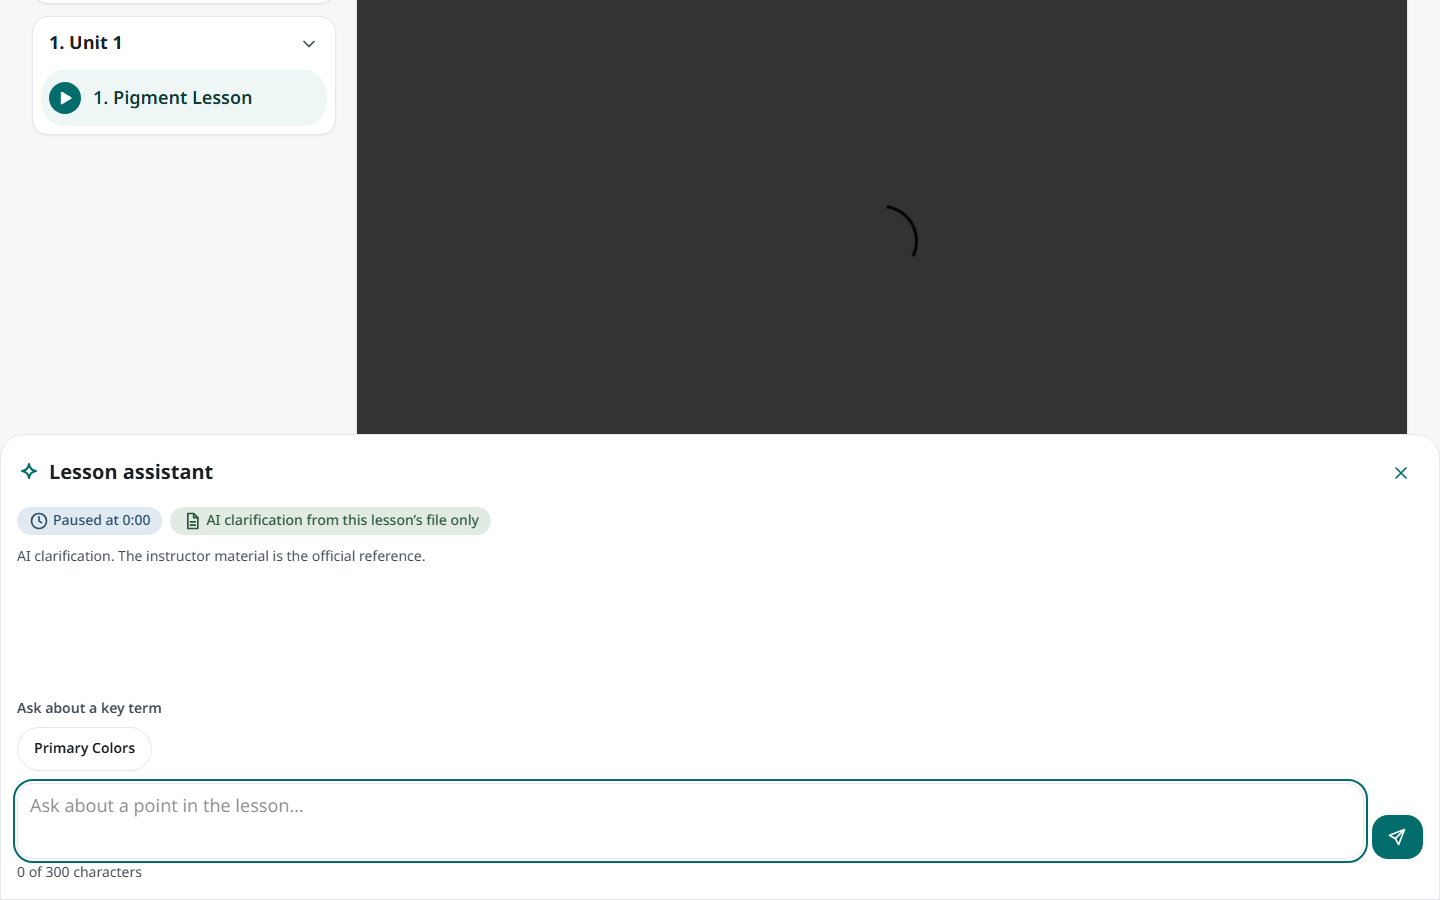 1. Unit 1
1. Pigment Lesson
Lesson assistant
Paused at 0:00
AI clarification from this lesson’s file only
AI clarification. The instructor material is the official reference.
Ask about a key term
Primary Colors
Ask about a point in the lesson...
0 of 300 characters